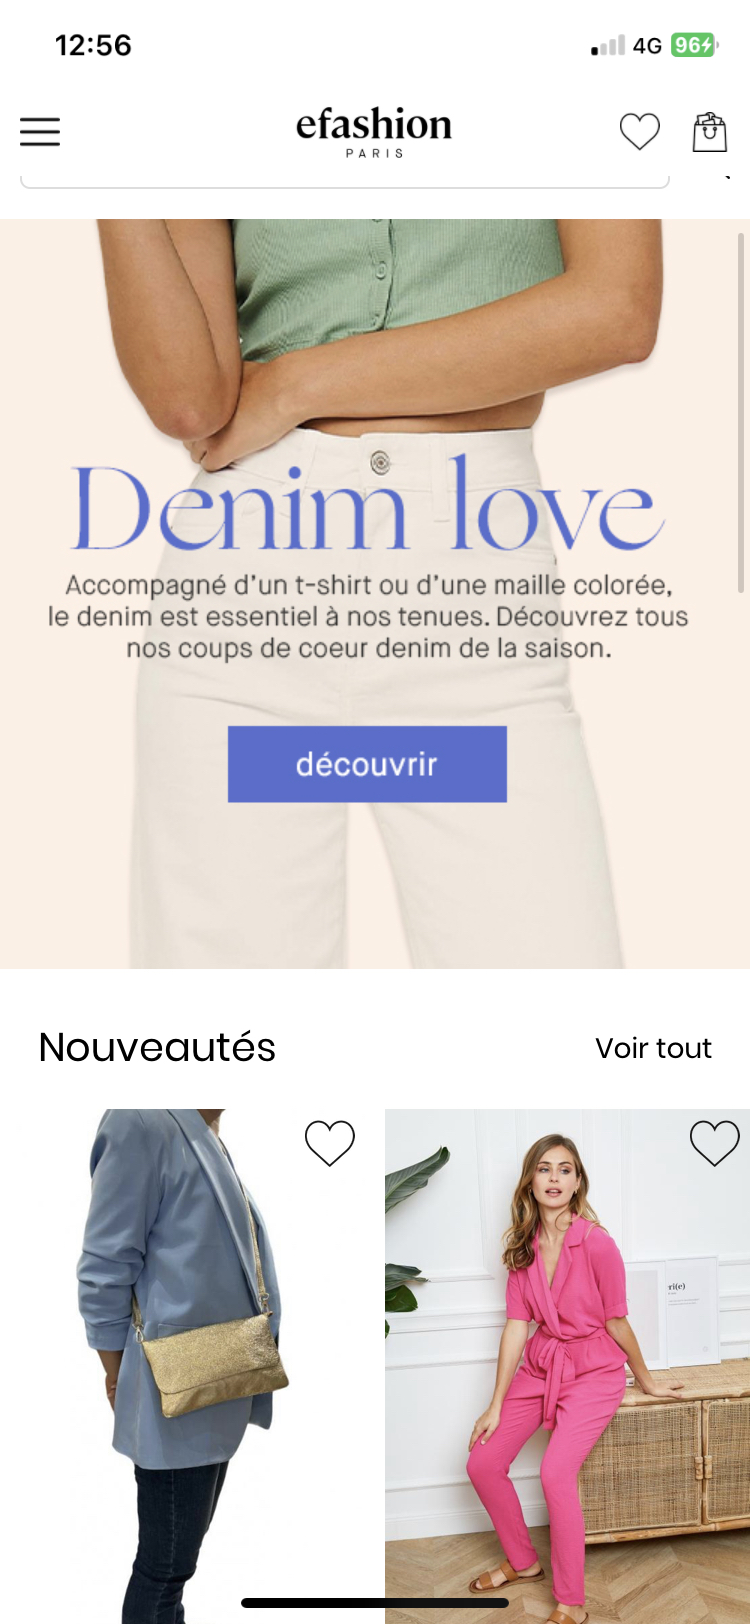 12:56
4G
96
efashion
PARIS
Denim love
Accompagné d'un t-shirt ou d'une maille colorée,
le denim est essentiel à nos tenues. Découvrez tous
nos coups de coeur denim de la saison.
découvrir
Nouveautés
Voir tout
ri(e)